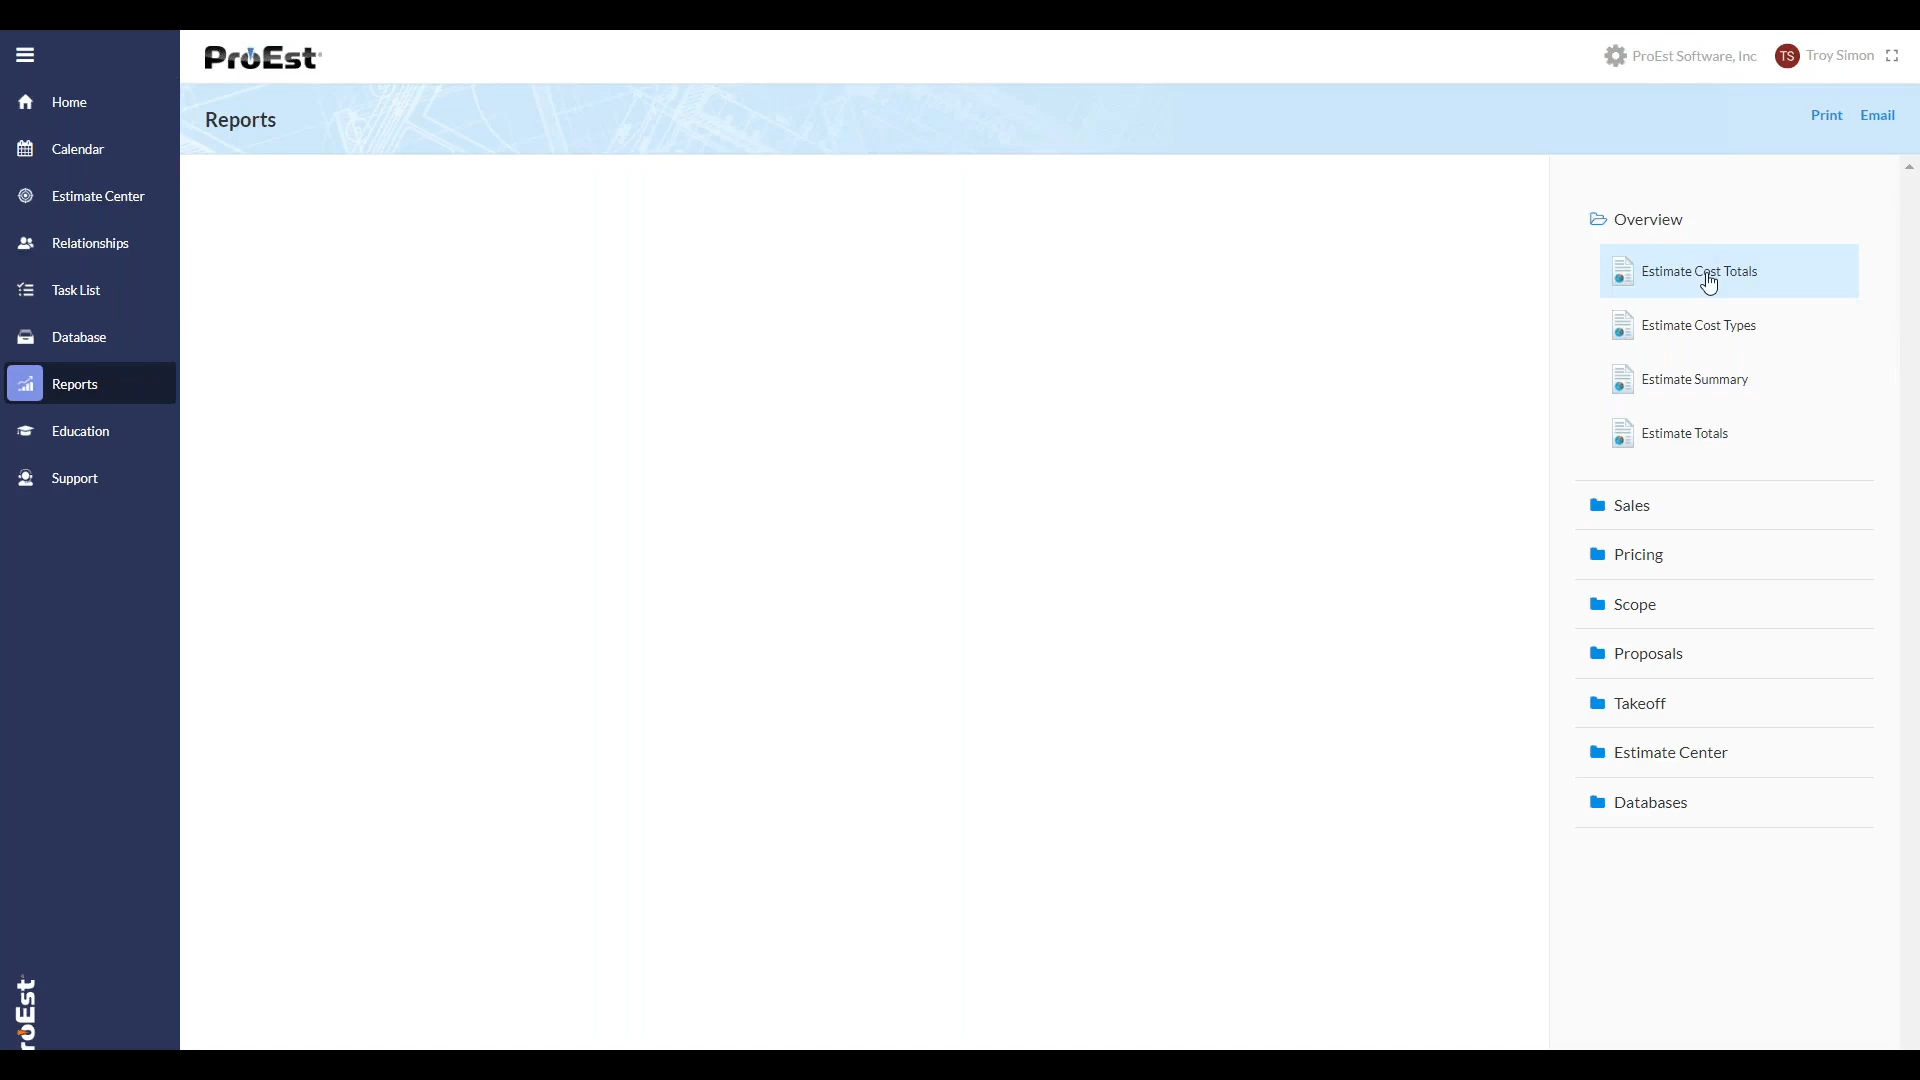 ProEst
ProEst Software, Inc
TS
Troy Simon
Home
Calendar
Estimate Center
Relationships
Task List
Database
Reports
Education
Support
Reports
Print
Email
Overview
Estimate Cost Totals
Estimate Cost Types
Estimate Summary
Estimate Totals
Sales
Pricing
Scope
Proposals
Takeoff
Estimate Center
Databases
roEst